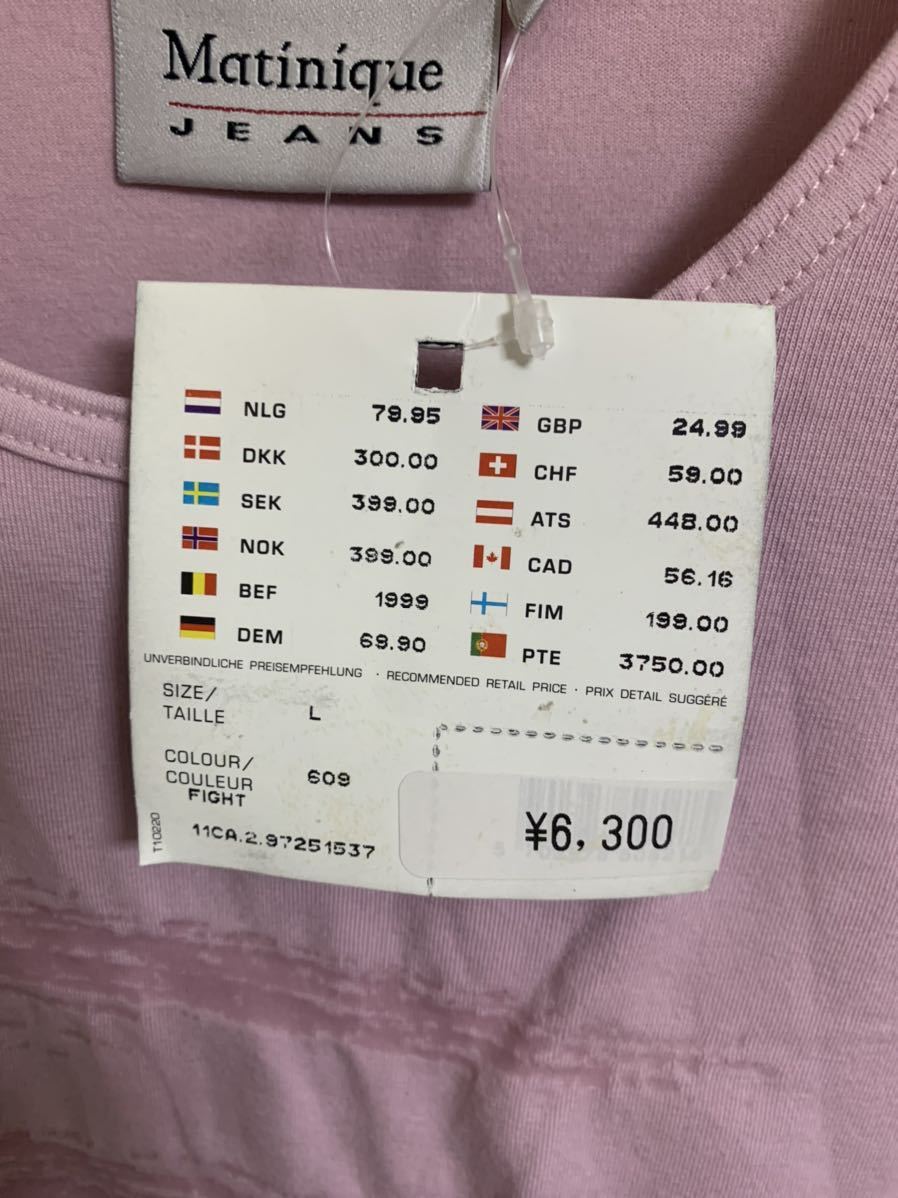 Matinique
JEANS
NLG 79.95
DKK 300.00
SEK 399.00
NOK 399.00
BEF 1999
DEM 69.90
GBP 24.99
CHF 59.00
ATS 448.00
CAD 56.16
FIM 199.00
PTE 3750.00
UNVERBINDLICHE PREISEMPFEHLUNG · RECOMMENDED RETAIL PRICE · PRIX DETAIL SUGGÉRÉ
SIZE/
TAILLE L
COLOUR/
COULEUR 609
FIGHT
11CA.2.97251537
T10220
¥6,300